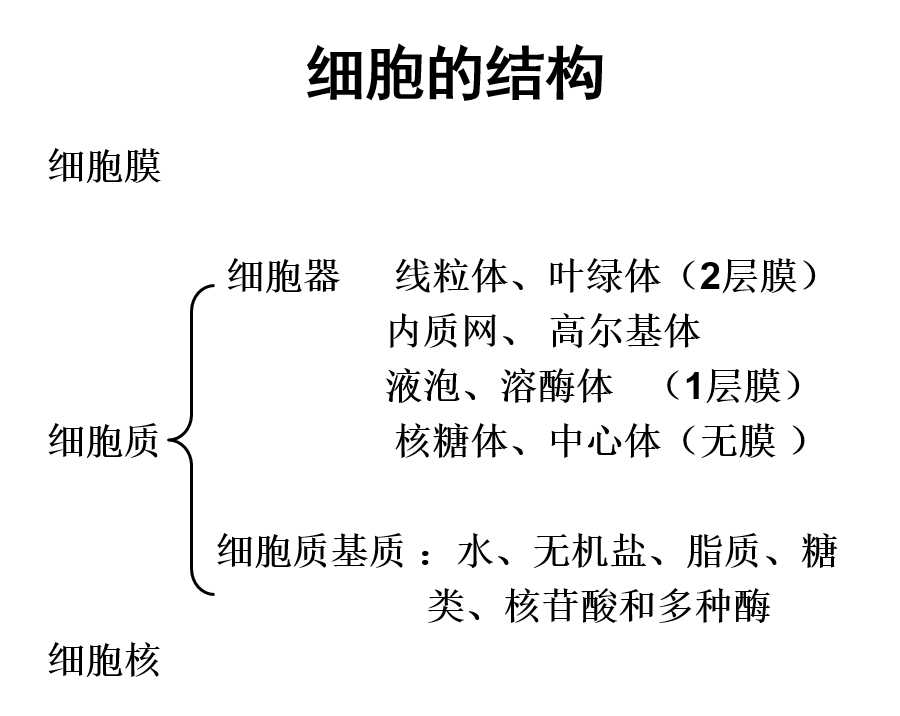 细胞的结构
细胞膜
细胞器 线粒体、叶绿体（2层膜）
内质网、 高尔基体
液泡、溶酶体 （1层膜）
细胞质 核糖体、中心体（无膜 ）
细胞质基质 ：水、无机盐、脂质、糖
类、核苷酸和多种酶
细胞核